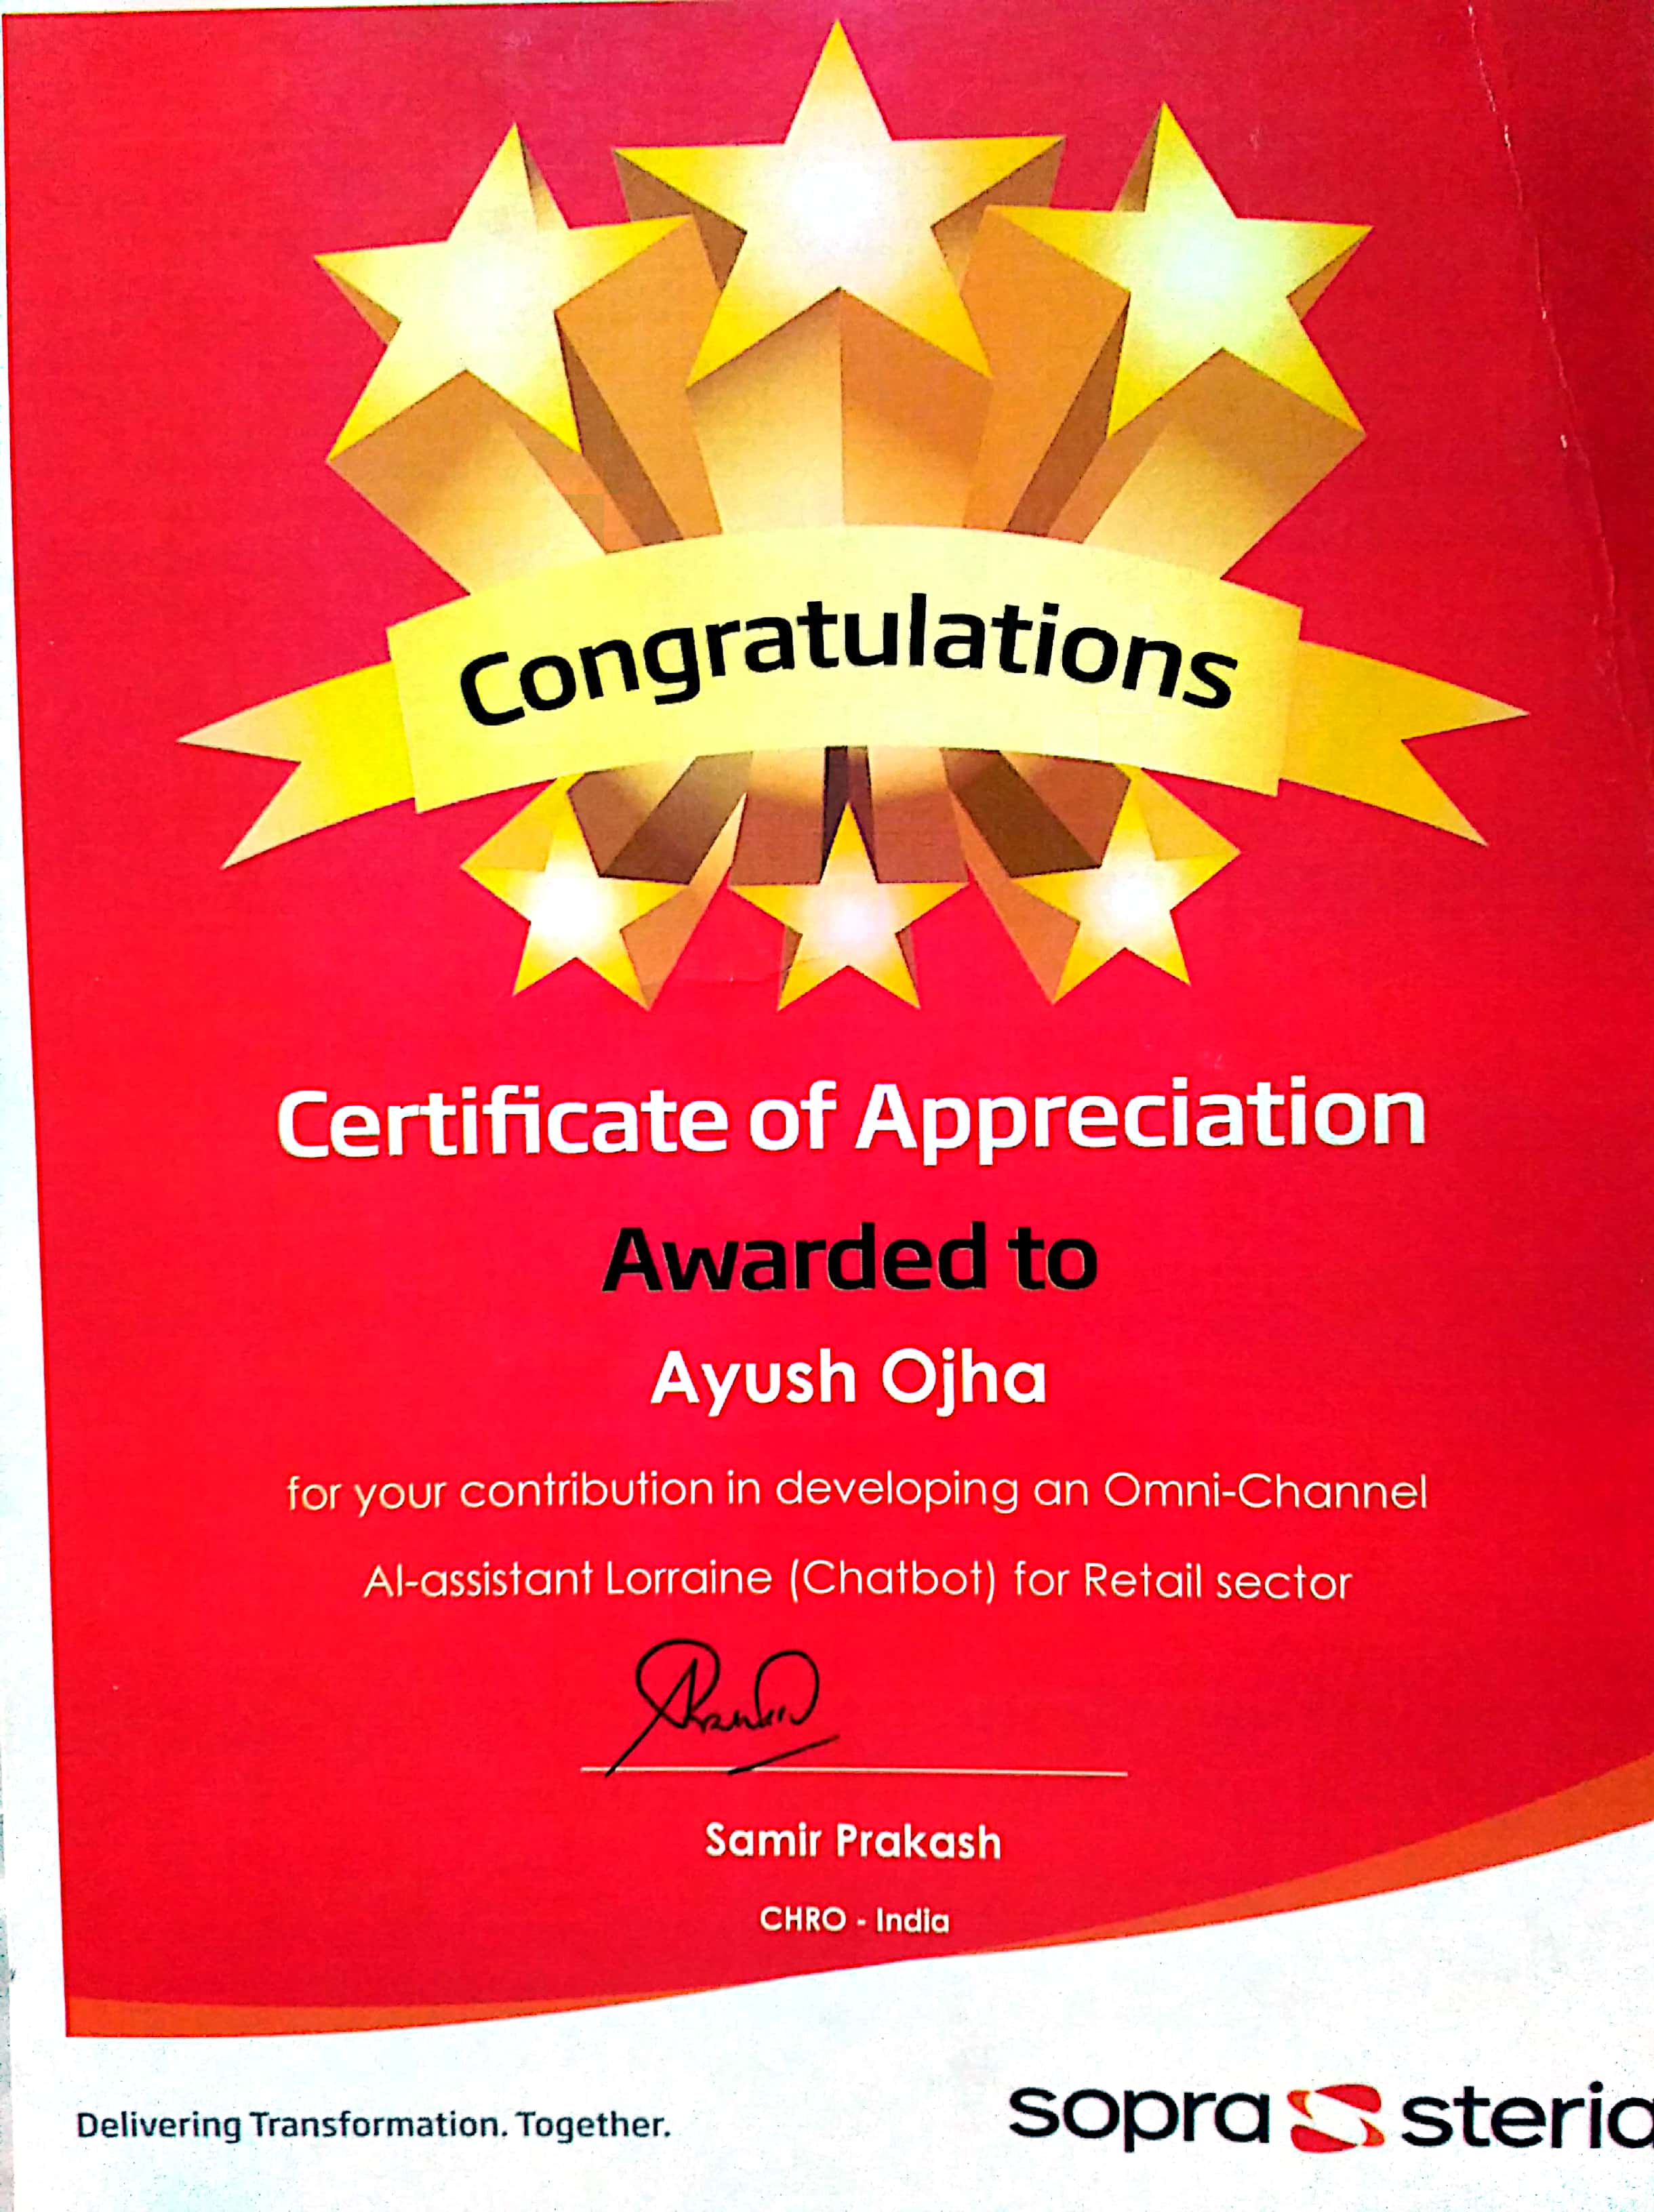 Congratulations
Certificate of Appreciation
Awarded to
Ayush Ojha
for your contribution in developing an Omni-Channel
AI-assistant Lorraine (Chatbot) for Retail sector
Samir Prakash
CHRO - India
Delivering Transformation. Together.
sopra steria